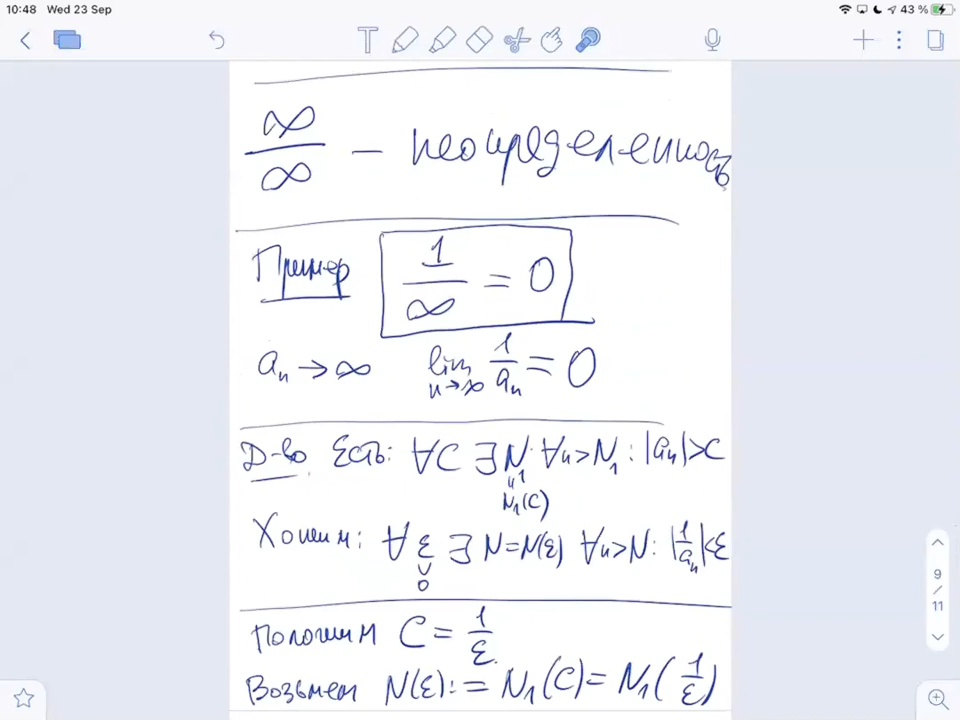 10:48 Wed 23 Sep 43 %
T
∞/∞ — неопределенность
Пример 1/∞ = 0
aₙ → ∞ lim n→∞ 1/aₙ = 0
Д-во Есть: ∀C ∃N₁ ∀n>N₁ : |aₙ|>C
N₁(C)
Хотим: ∀ε ∃ N=N(ε) ∀n>N: |1/aₙ|<ε
∨
0
Положим C = 1/ε
Возьмем N(ε) := N₁(C) = N₁(1/ε)
9
/
11